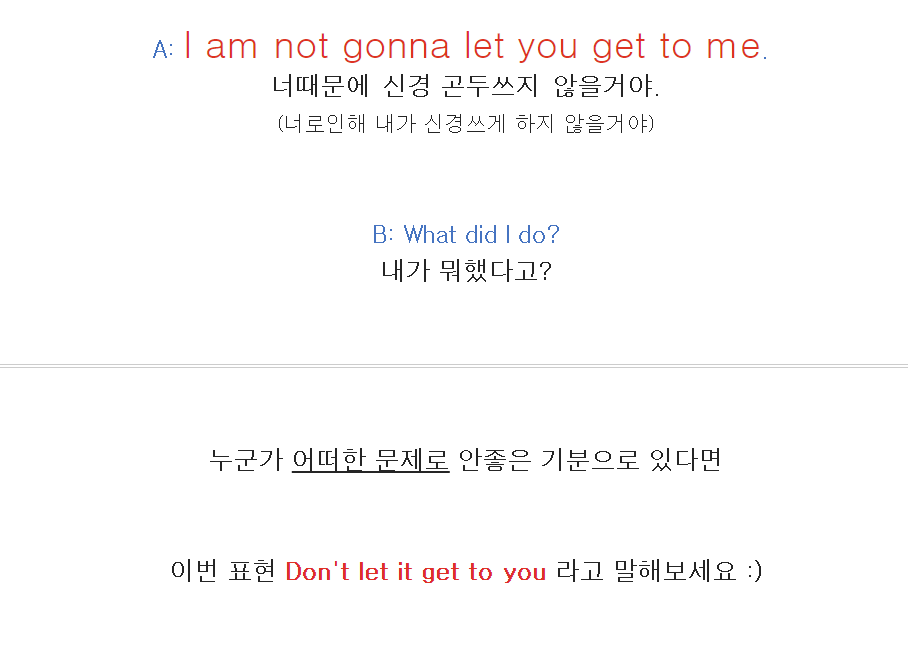 A: I am not gonna let you get to me.
너때문에 신경 곤두쓰지 않을거야.
(너로인해 내가 신경쓰게 하지 않을거야)
B: What did I do?
내가 뭐했다고?
누군가 어떠한 문제로 안좋은 기분으로 있다면
이번 표현 Don't let it get to you 라고 말해보세요 :)